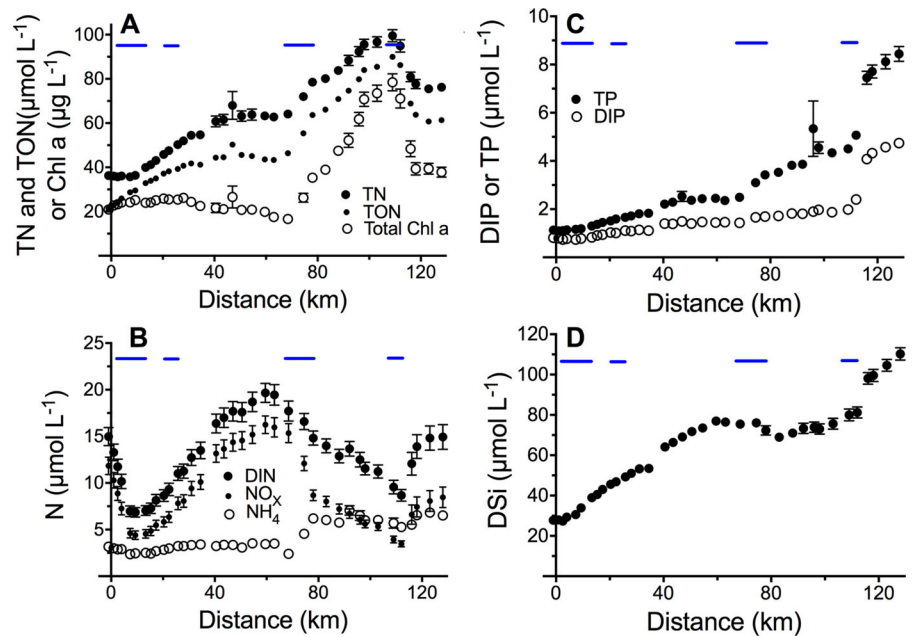 A
TN and TON(µmol L⁻¹)
or Chl a (µg L⁻¹)
100
80
60
40
20
TN
TON
Total Chl a
0 40 80 120
Distance (km)
C
DIP or TP (µmol L⁻¹)
8
6
4
2
0
TP
DIP
0 40 80 120
Distance (km)
B
N (µmol L⁻¹)
25
20
15
10
5
0
DIN
NOX
NH4
0 40 80 120
Distance (km)
D
DSi (µmol L⁻¹)
120
100
80
60
40
20
0
0 40 80 120
Distance (km)